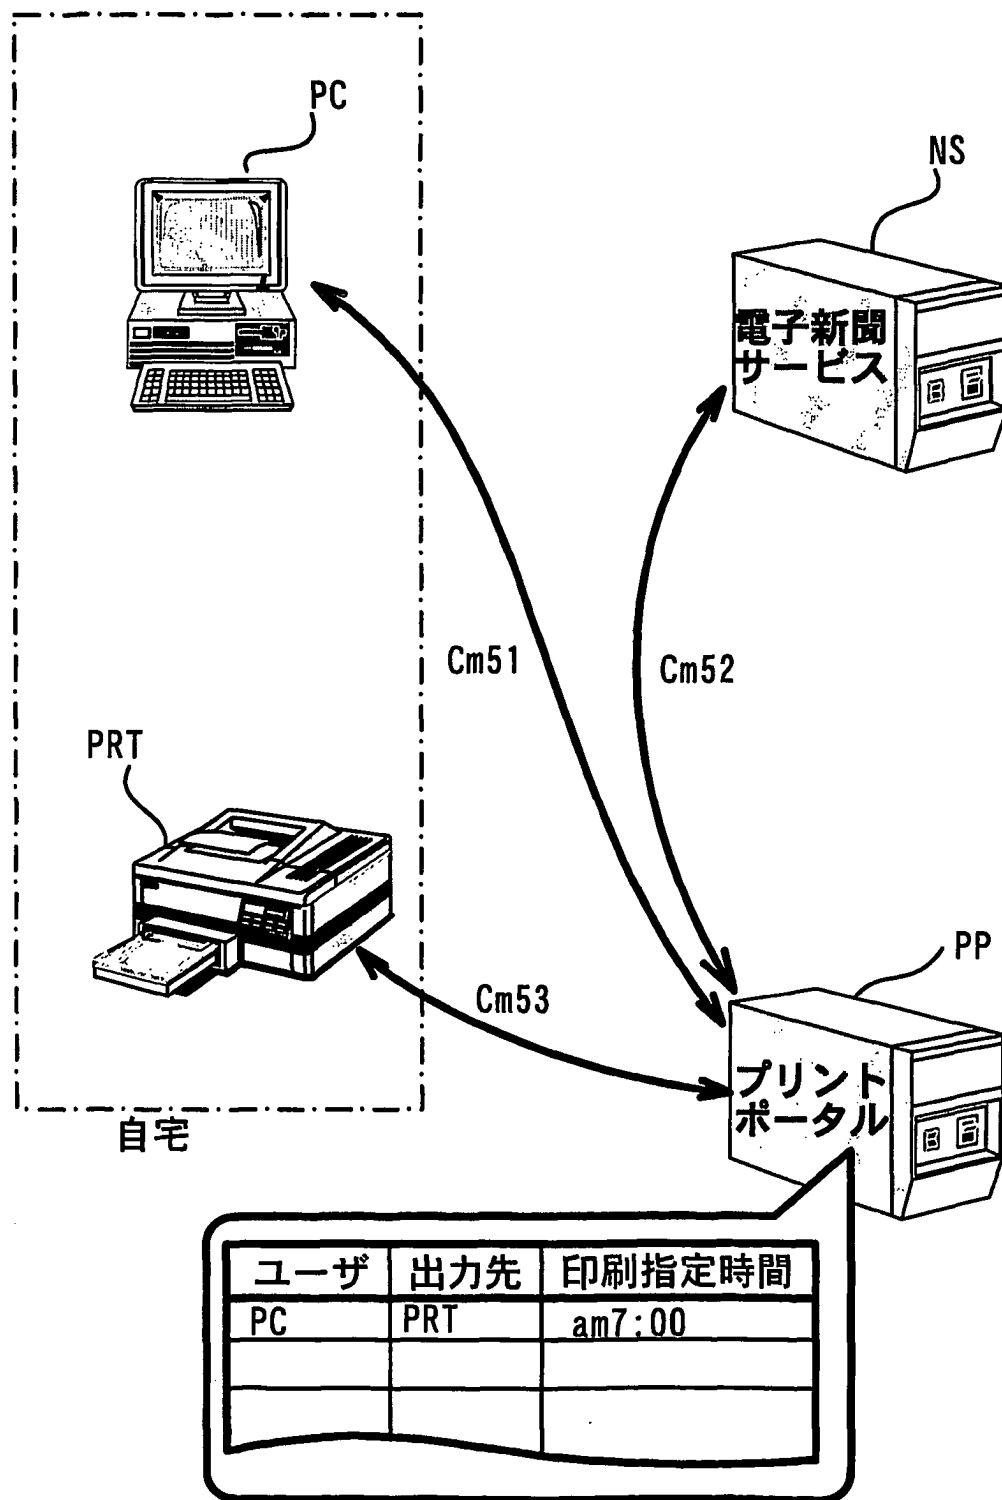 PC
NS
電子新聞
サービス
Cm51
Cm52
PRT
Cm53
PP
プリント
ポータル
自宅
ユーザ 出力先 印刷指定時間
PC PRT am7:00